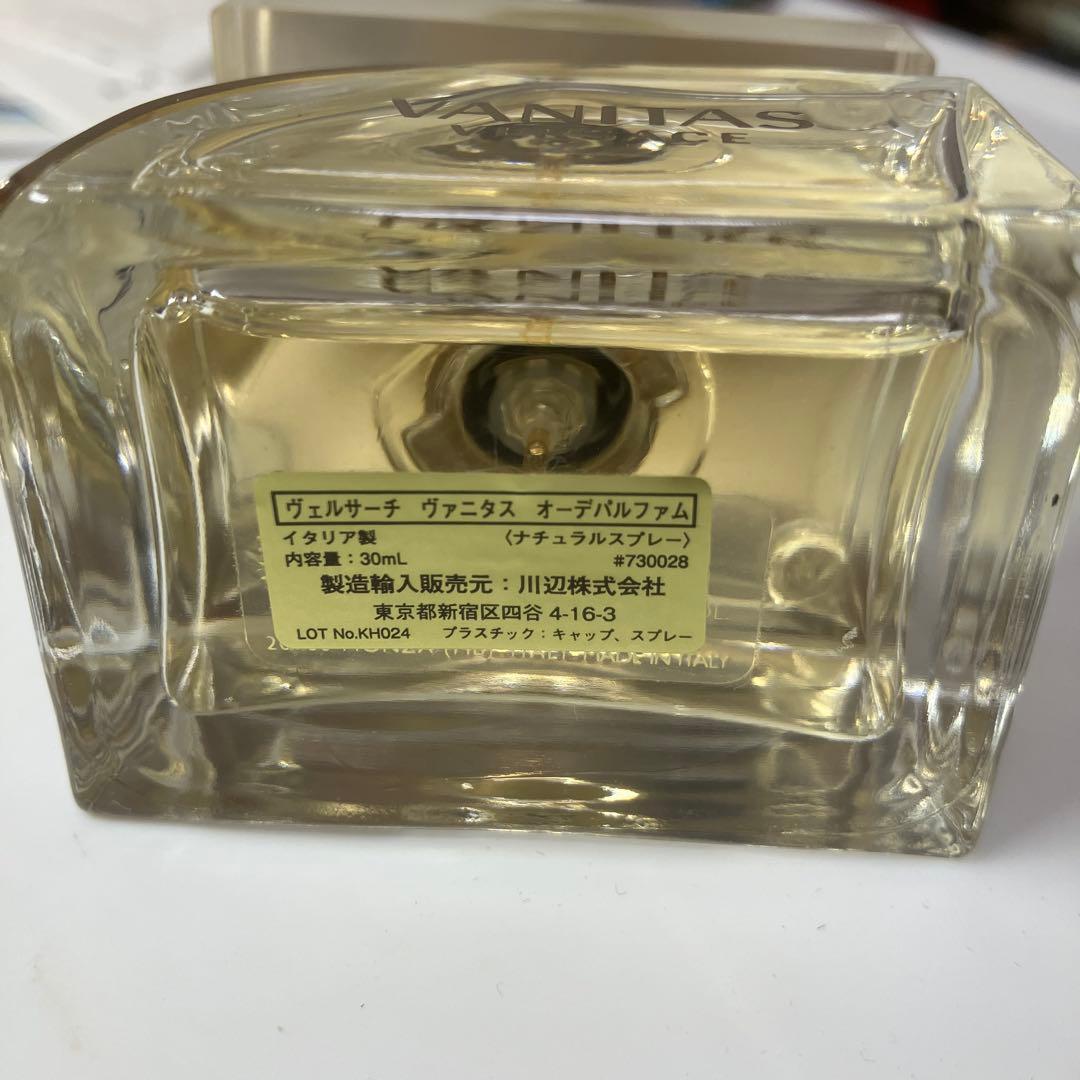 VANITAS
VERSACE
ヴェルサーチ　ヴァニタス　オーデパルファム
イタリア製　〈ナチュラルスプレー〉
内容量：30mL　#730028
製造輸入販売元：川辺株式会社
東京都新宿区四谷 4-16-3
LOT No.KH024　プラスチック：キャップ、スプレー
MADE IN ITALY